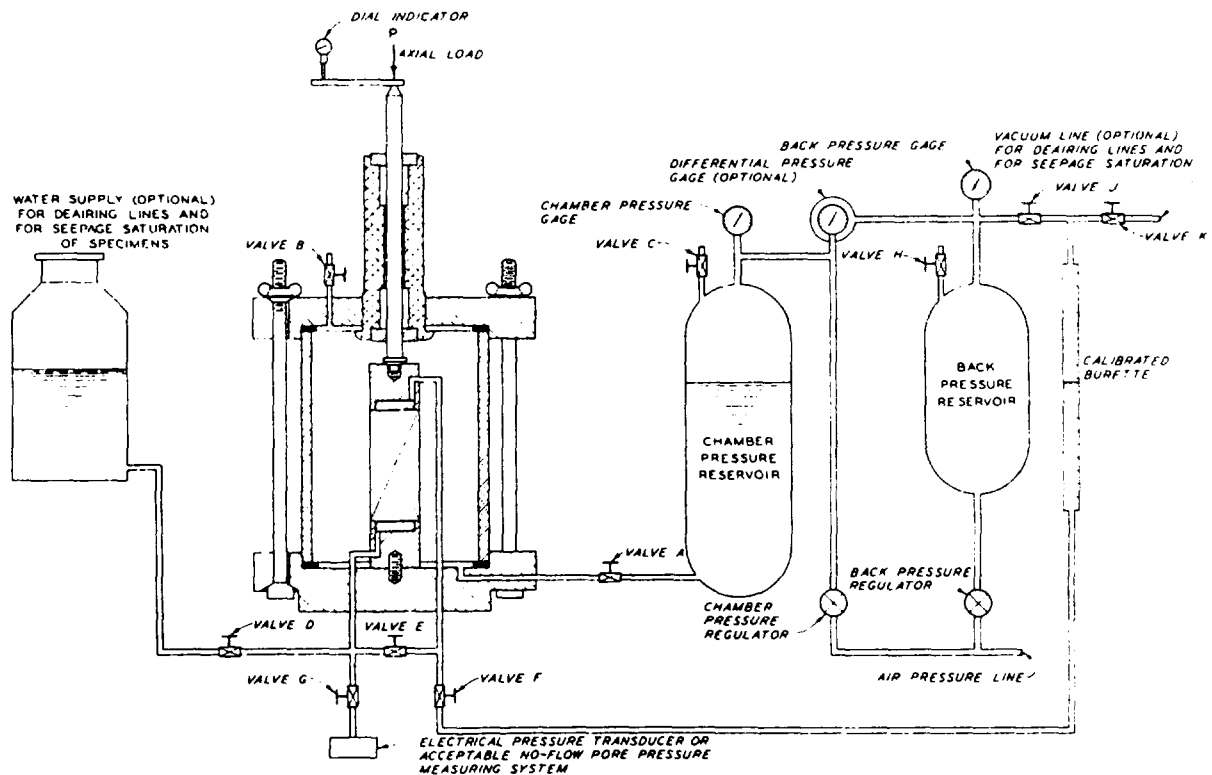 DIAL INDICATOR
P
AXIAL LOAD
WATER SUPPLY (OPTIONAL)
FOR DEAIRING LINES AND
FOR SEEPAGE SATURATION
OF SPECIMENS
VALVE B
CHAMBER PRESSURE
GAGE
VALVE C
DIFFERENTIAL PRESSURE
GAGE (OPTIONAL)
BACK PRESSURE GAGE
VACUUM LINE (OPTIONAL)
FOR DEAIRING LINES AND
FOR SEEPAGE SATURATION
VALVE J
VALVE K
VALVE H
CALIBRATED
BURETTE
BACK
PRESSURE
RESERVOIR
CHAMBER
PRESSURE
RESERVOIR
VALVE A
BACK PRESSURE
REGULATOR
CHAMBER
PRESSURE
REGULATOR
AIR PRESSURE LINE
VALVE D
VALVE E
VALVE G
VALVE F
ELECTRICAL PRESSURE TRANSDUCER OR
ACCEPTABLE NO-FLOW PORE PRESSURE
MEASURING SYSTEM